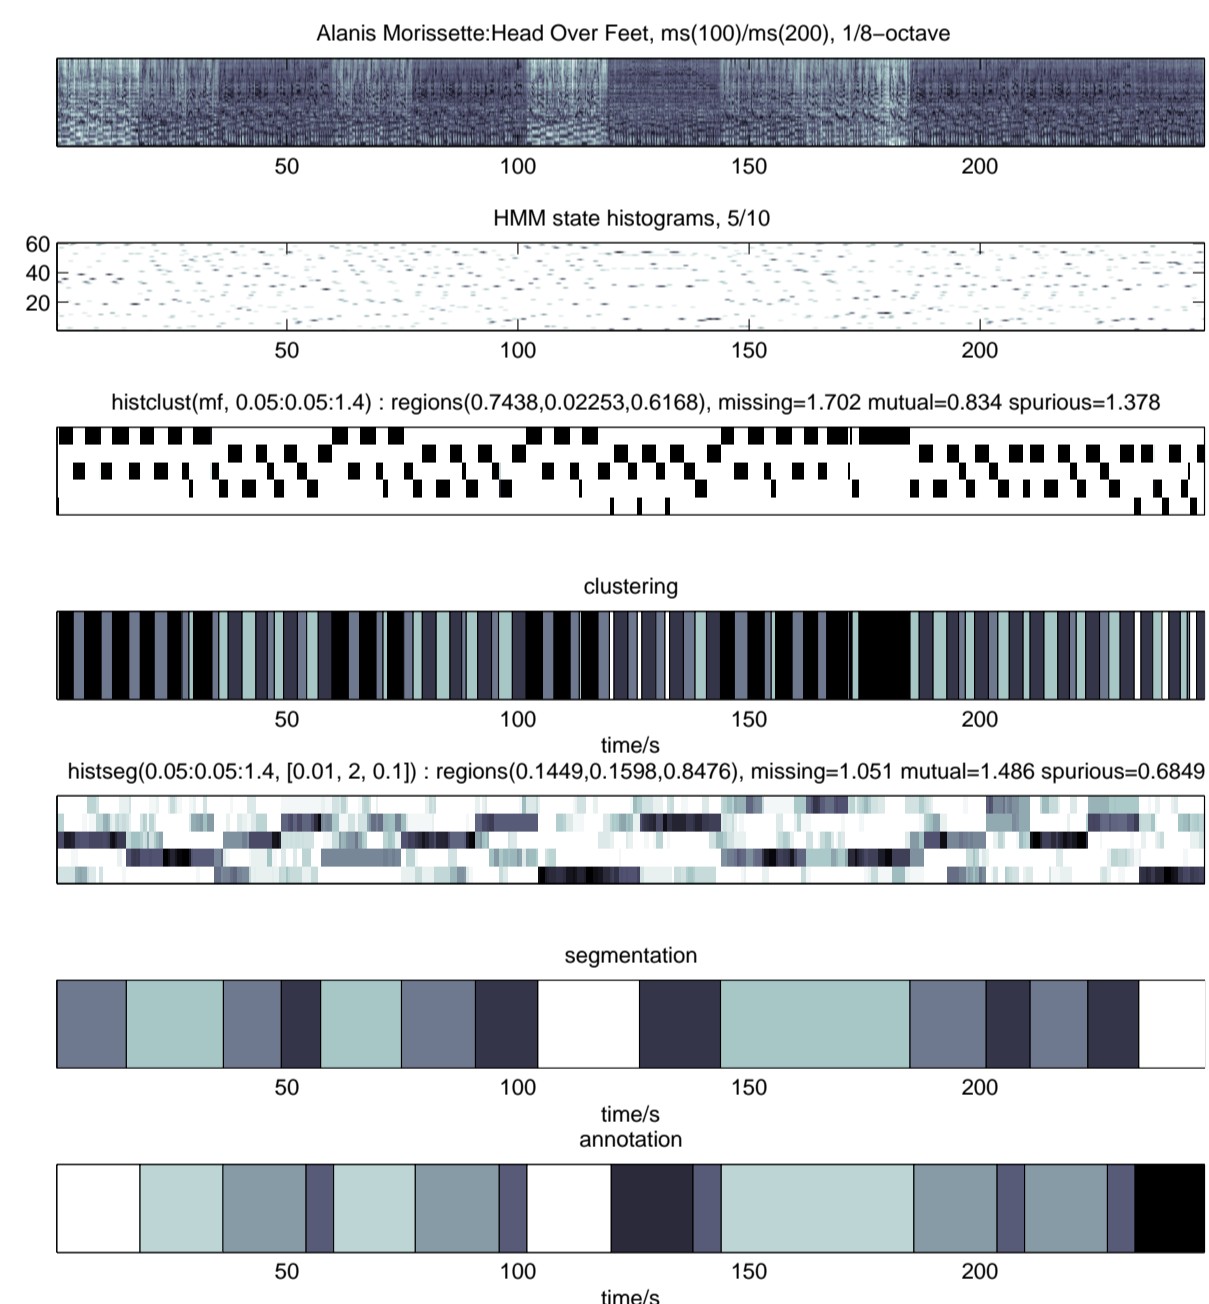 Alanis Morissette:Head Over Feet, ms(100)/ms(200), 1/8−octave
50 100 150 200
HMM state histograms, 5/10
60
40
20
50 100 150 200
histclust(mf, 0.05:0.05:1.4) : regions(0.7438,0.02253,0.6168), missing=1.702 mutual=0.834 spurious=1.378
clustering
50 100 150 200
time/s
histseg(0.05:0.05:1.4, [0.01, 2, 0.1]) : regions(0.1449,0.1598,0.8476), missing=1.051 mutual=1.486 spurious=0.6849
segmentation
50 100 150 200
time/s
annotation
50 100 150 200
time/s